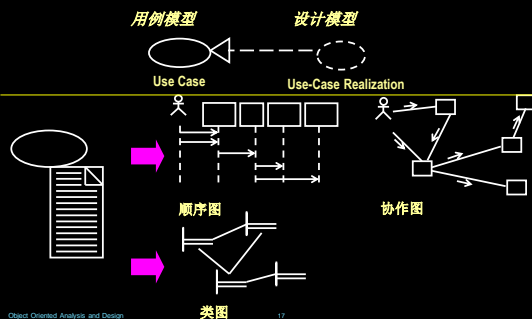 用例模型
设计模型
Use Case
Use-Case Realization
顺序图
协作图
类图
Object Oriented Analysis and Design
17